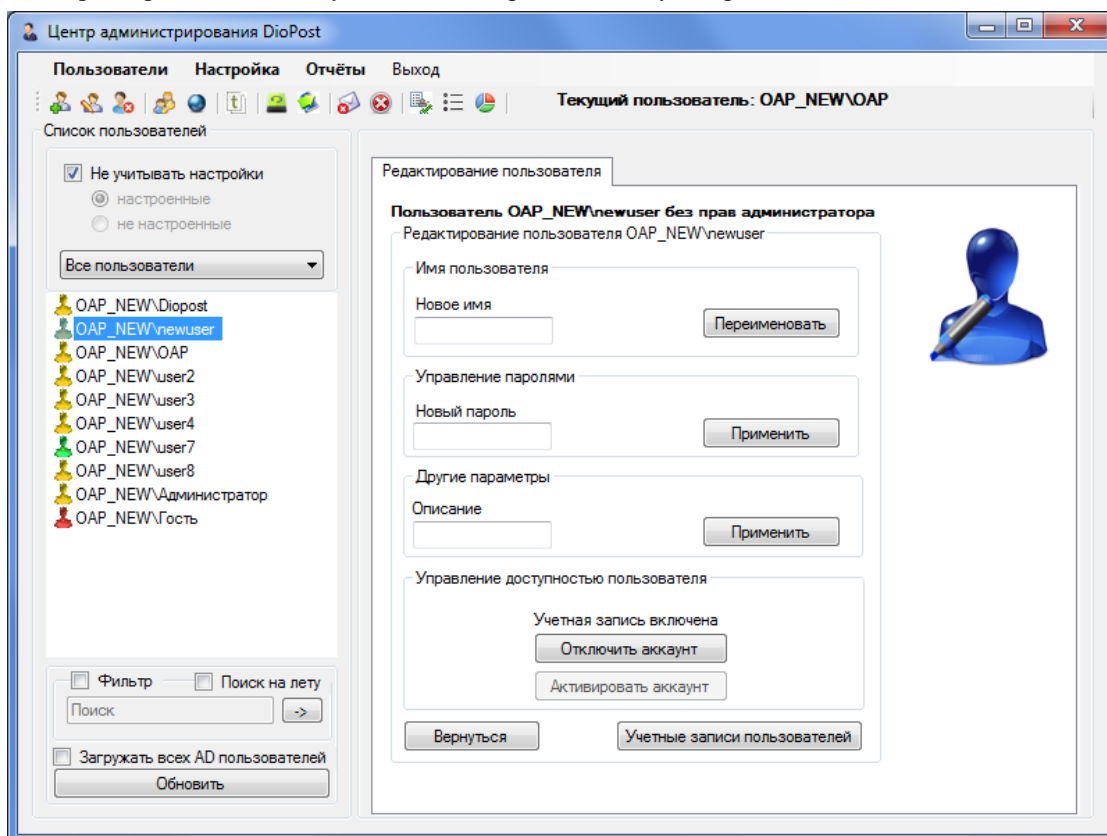 Центр администрирования DioPost
Пользователи Настройка Отчёты Выход
Текущий пользователь: OAP_NEW\OAP
Список пользователей
Не учитывать настройки
настроенные
не настроенные
Все пользователи
OAP_NEW\Diopost
OAP_NEW\newuser
OAP_NEW\OAP
OAP_NEW\user2
OAP_NEW\user3
OAP_NEW\user4
OAP_NEW\user7
OAP_NEW\user8
OAP_NEW\Администратор
OAP_NEW\Гость
Фильтр Поиск на лету
Поиск ->
Загружать всех AD пользователей
Обновить
Редактирование пользователя
Пользователь OAP_NEW\newuser без прав администратора
Редактирование пользователя OAP_NEW\newuser
Имя пользователя
Новое имя
Переименовать
Управление паролями
Новый пароль
Применить
Другие параметры
Описание
Применить
Управление доступностью пользователя
Учетная запись включена
Отключить аккаунт
Активировать аккаунт
Вернуться Учетные записи пользователей